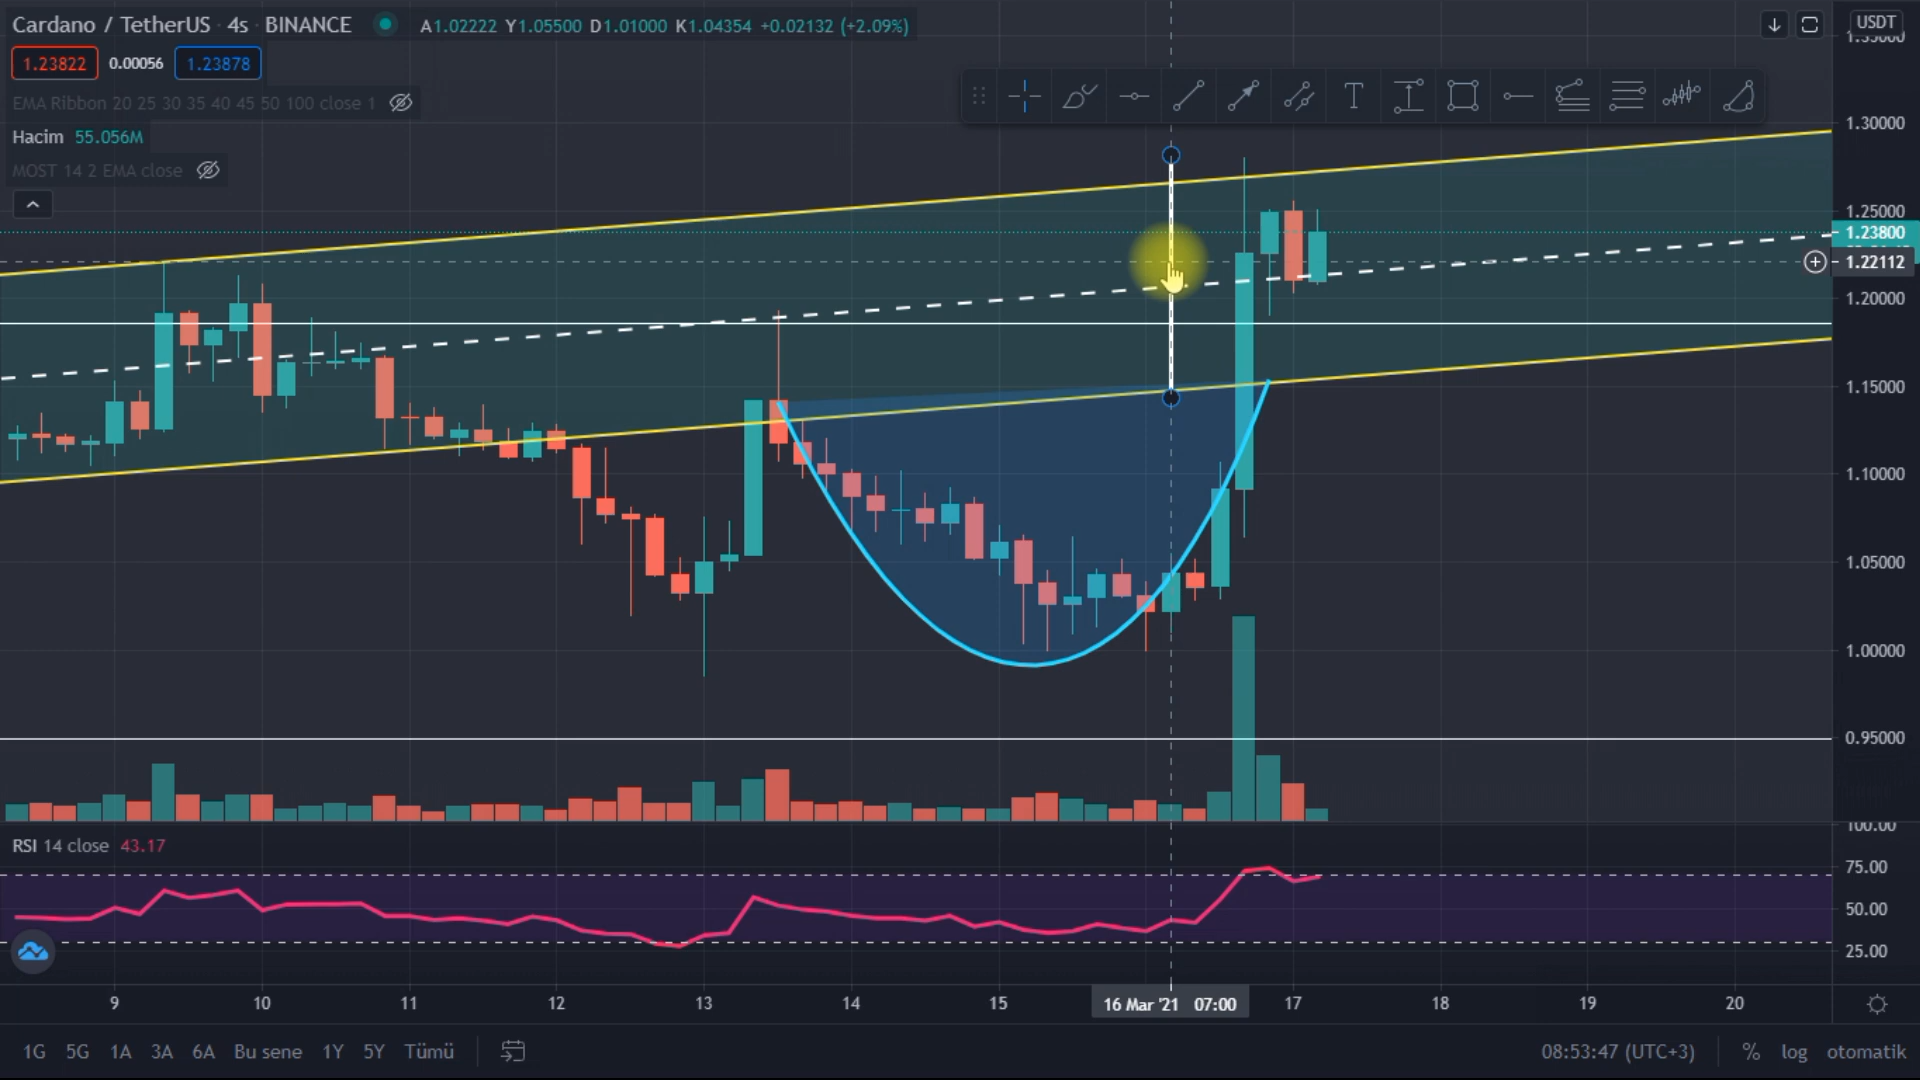 Cardano / TetherUS · 4s · BINANCE A1.02222 Y1.05500 D1.01000 K1.04354 +0.02132 (+2.09%)
1.23822 0.00056 1.23878
EMA Ribbon 20 25 30 35 40 45 50 100 close 1
Hacim 55.056M
MOST 14 2 EMA close
USDT
T
1.30000
1.25000
1.23800
1.22112
1.20000
1.15000
1.10000
1.05000
1.00000
0.95000
RSI 14 close 43.17
100.00
75.00
50.00
25.00
9 10 11 12 13 14 15 16 Mar '21 07:00 17 18 19 20
1G 5G 1A 3A 6A Bu sene 1Y 5Y Tümü 08:53:47 (UTC+3) % log otomatik